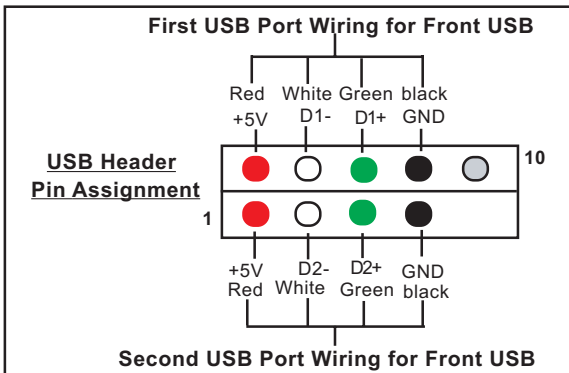 First USB Port Wiring for Front USB
Red White Green black
+5V D1- D1+ GND
USB Header
Pin Assignment
10
1
+5V D2- D2+ GND
Red White Green black
Second USB Port Wiring for Front USB